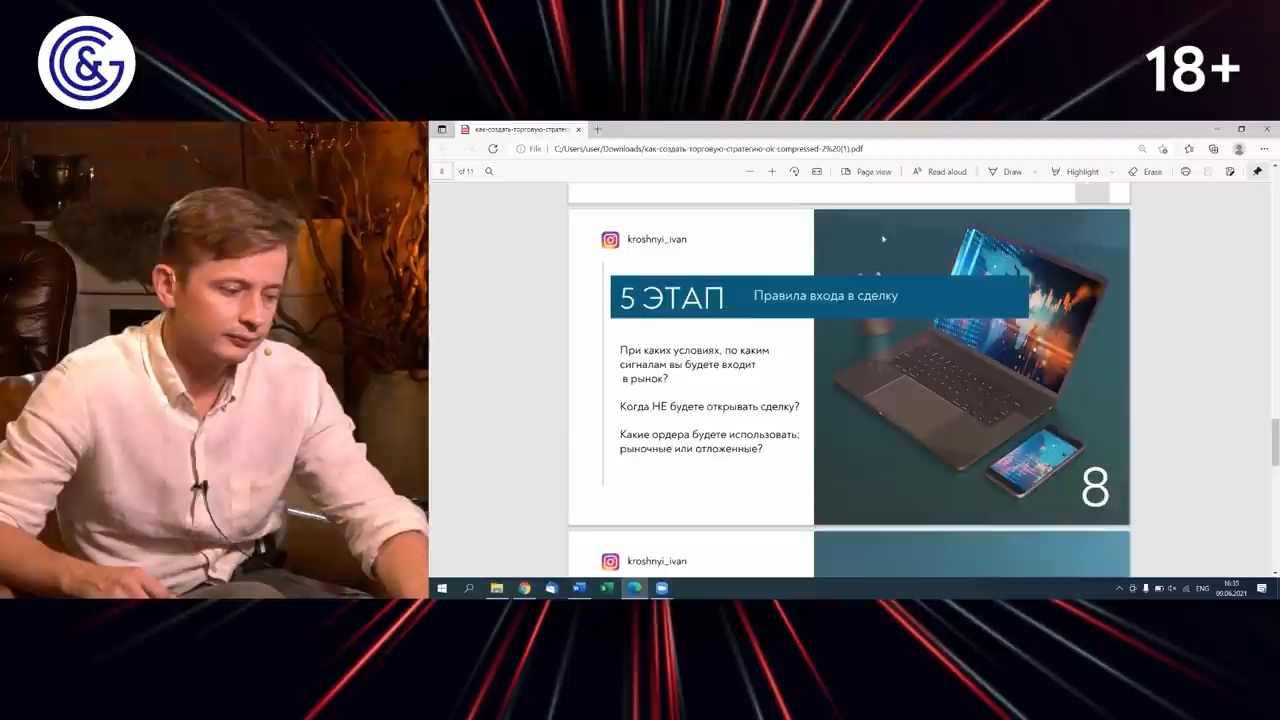 &
18+
как-создать-торговую-стратег
File
C:/Users/user/Downloads/как-создать-торговую-стратегию-ok-compressed-2%20(1).pdf
8 of 11
Page view
Read aloud
Draw
Highlight
Erase
kroshnyi_ivan
5 ЭТАП
Правила входа в сделку
При каких условиях, по каким
сигналам вы будете входит
в рынок?
Когда НЕ будете открывать сделку?
Какие ордера будете использовать:
рыночные или отложенные?
8
kroshnyi_ivan
ENG
16:35
09.06.2021